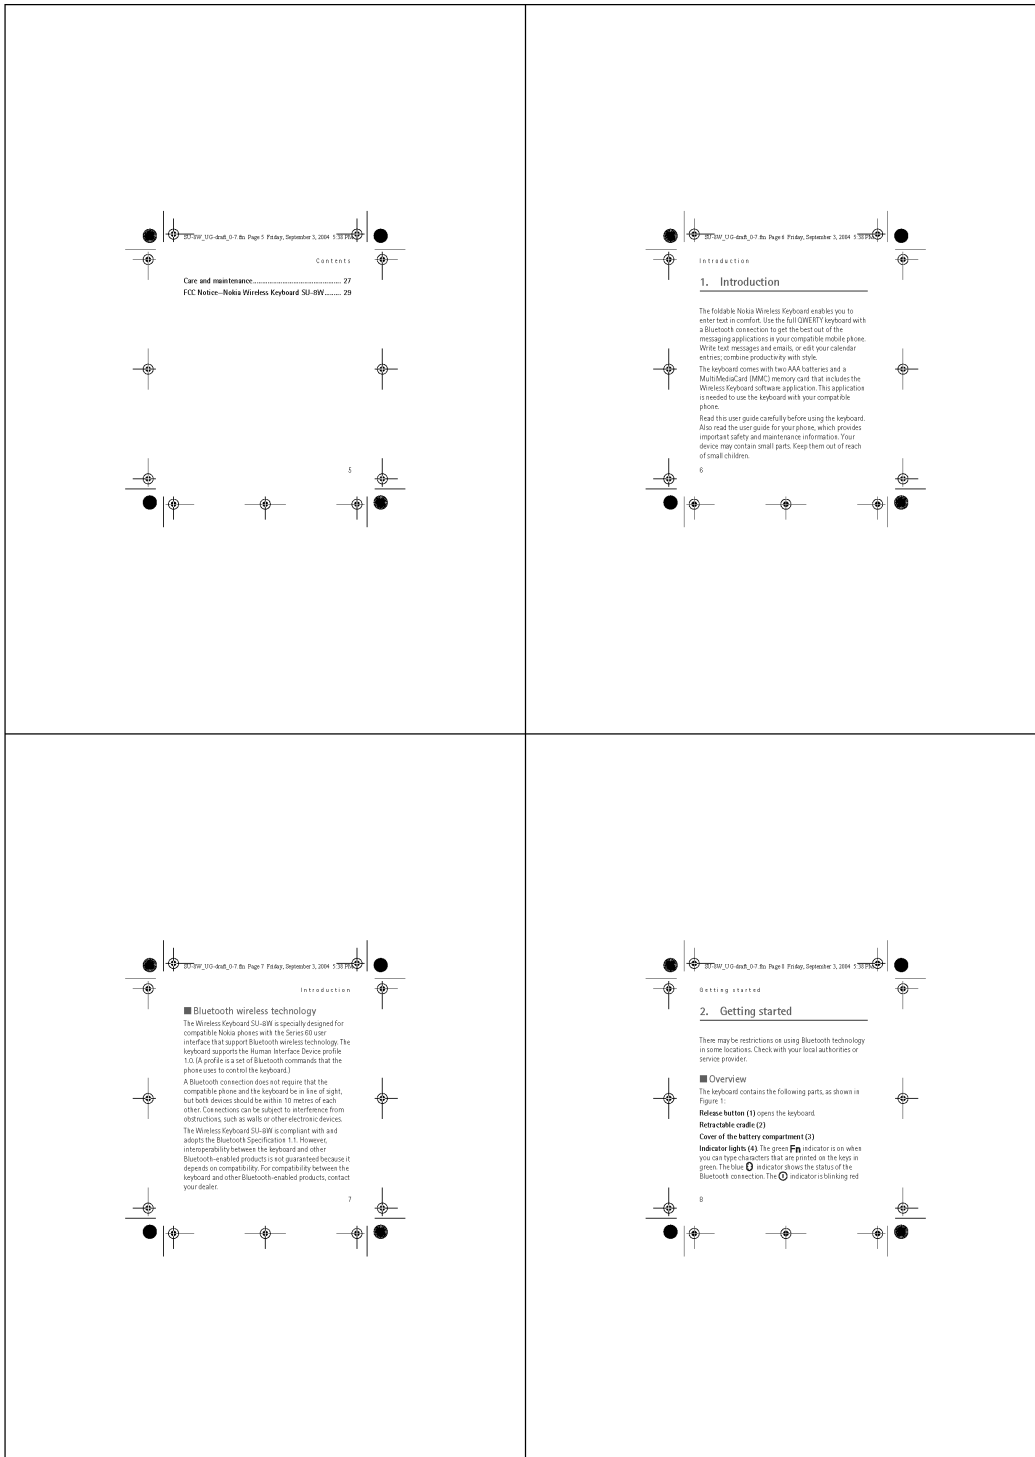 SU-8W_UG-draft_0-7.fm Page 5 Friday, September 3, 2004 5:38 PM
Contents
Care and maintenance............................................. 27
FCC Notice—Nokia Wireless Keyboard SU-8W......... 29
5
SU-8W_UG-draft_0-7.fm Page 6 Friday, September 3, 2004 5:38 PM
Introduction
1. Introduction
The foldable Nokia Wireless Keyboard enables you to
enter text in comfort. Use the full QWERTY keyboard with
a Bluetooth connection to get the best out of the
messaging applications in your compatible mobile phone.
Write text messages and emails, or edit your calendar
entries; combine productivity with style.
The keyboard comes with two AAA batteries and a
MultiMediaCard (MMC) memory card that includes the
Wireless Keyboard software application. This application
is needed to use the keyboard with your compatible
phone.
Read this user guide carefully before using the keyboard.
Also read the user guide for your phone, which provides
important safety and maintenance information. Your
device may contain small parts. Keep them out of reach
of small children.
6
SU-8W_UG-draft_0-7.fm Page 7 Friday, September 3, 2004 5:38 PM
Introduction
Bluetooth wireless technology
The Wireless Keyboard SU-8W is specially designed for
compatible Nokia phones with the Series 60 user
interface that support Bluetooth wireless technology. The
keyboard supports the Human Interface Device profile
1.0. (A profile is a set of Bluetooth commands that the
phone uses to control the keyboard.)
A Bluetooth connection does not require that the
compatible phone and the keyboard be in line of sight,
but both devices should be within 10 metres of each
other. Connections can be subject to interference from
obstructions, such as walls or other electronic devices.
The Wireless Keyboard SU-8W is compliant with and
adopts the Bluetooth Specification 1.1. However,
interoperability between the keyboard and other
Bluetooth-enabled products is not guaranteed because it
depends on compatibility. For compatibility between the
keyboard and other Bluetooth-enabled products, contact
your dealer.
7
SU-8W_UG-draft_0-7.fm Page 8 Friday, September 3, 2004 5:38 PM
Getting started
2. Getting started
There may be restrictions on using Bluetooth technology
in some locations. Check with your local authorities or
service provider.
Overview
The keyboard contains the following parts, as shown in
Figure 1:
Release button (1) opens the keyboard.
Retractable cradle (2)
Cover of the battery compartment (3)
Indicator lights (4). The green Fn indicator is on when
you can type characters that are printed on the keys in
green. The blue indicator shows the status of the
Bluetooth connection. The indicator is blinking red
8